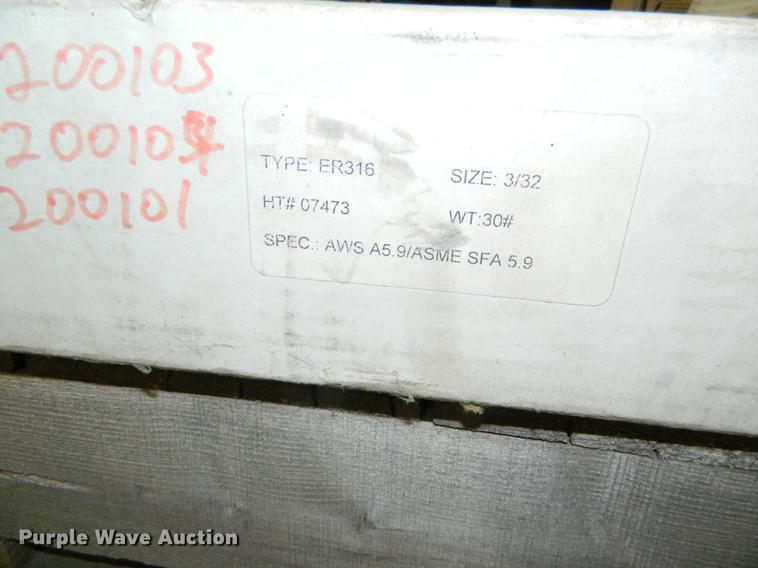 200103
200104
200101
TYPE: ER316 SIZE: 3/32
HT# 07473 WT:30#
SPEC.: AWS A5.9/ASME SFA 5.9
Purple Wave Auction